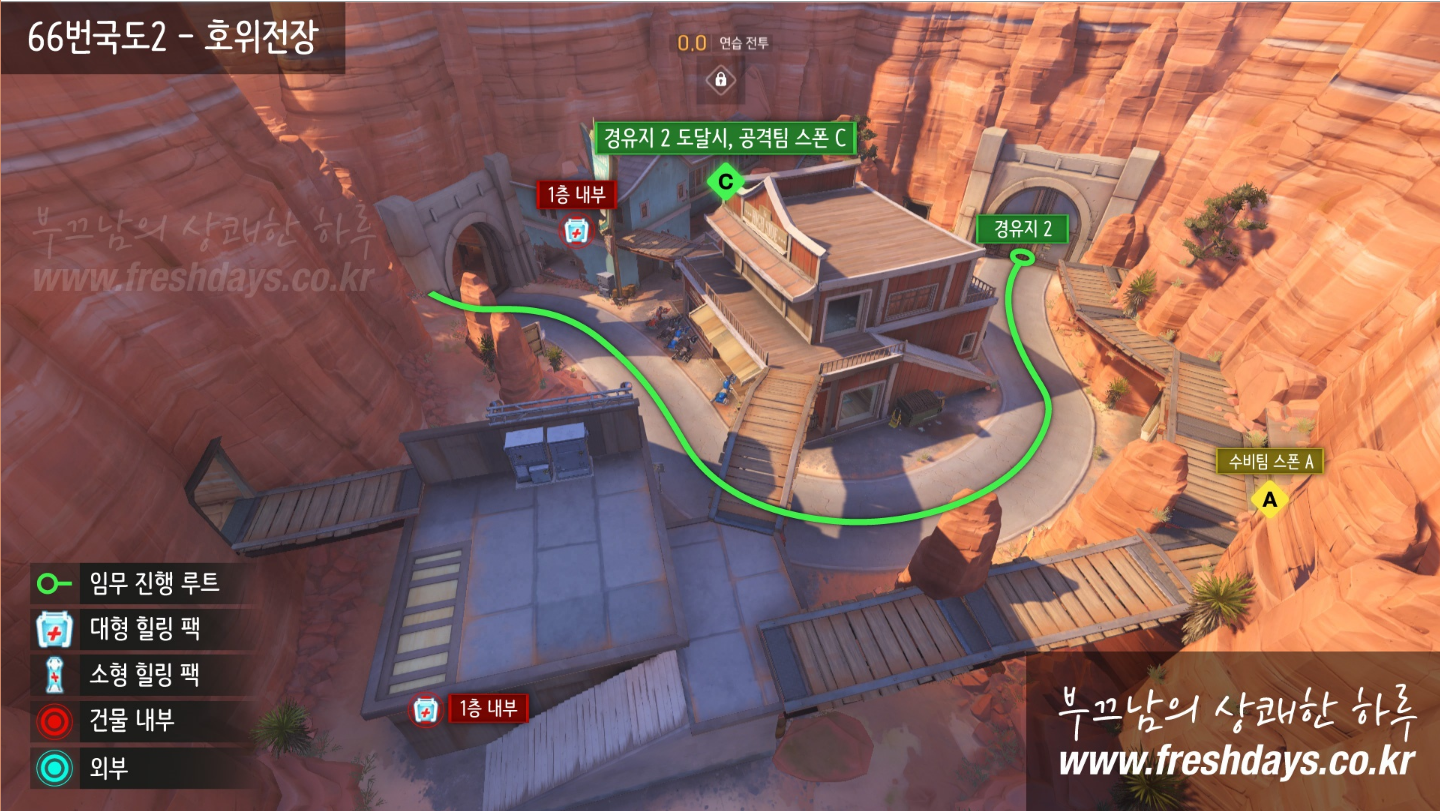 66번국도2 - 호위전장
0.0 연습 전투
경유지 2 도달시, 공격팀 스폰 C
C
1층 내부
경유지 2
부끄남의 상쾌한 하루
www.freshdays.co.kr
수비팀 스폰 A
A
임무 진행 루트
대형 힐링 팩
소형 힐링 팩
건물 내부
외부
1층 내부
부끄남의 상쾌한 하루
www.freshdays.co.kr